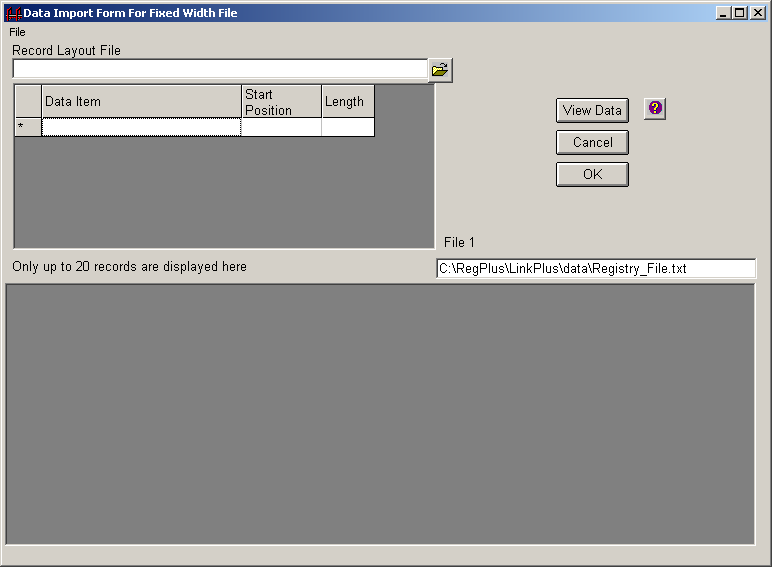 Data Import Form For Fixed Width File
File
Record Layout File
Data Item
Start
Position
Length
*
View Data
?
Cancel
OK
File 1
Only up to 20 records are displayed here
C:\RegPlus\LinkPlus\data\Registry_File.txt